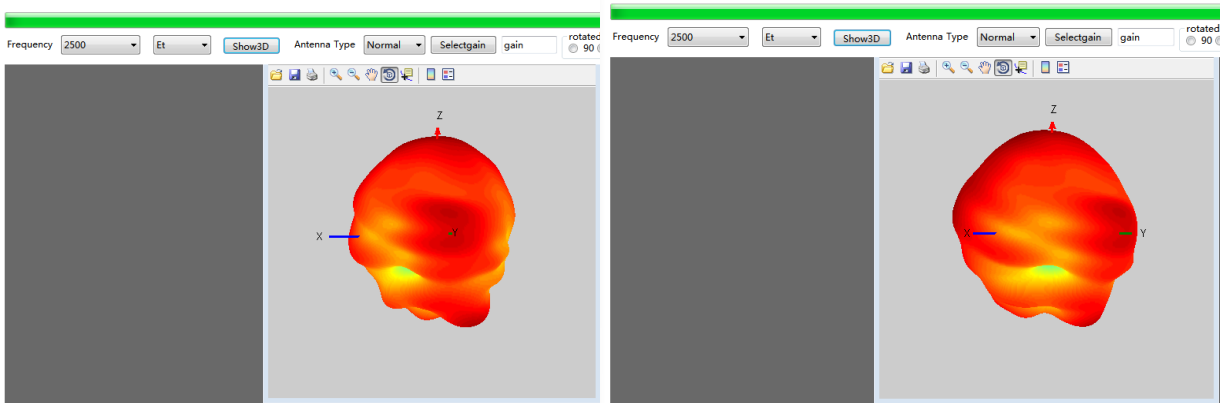 Frequency 2500 Et Show3D Antenna Type Normal Selectgain gain rotated
90
Z
X
Y
Frequency 2500 Et Show3D Antenna Type Normal Selectgain gain rotated
90
Z
X
Y